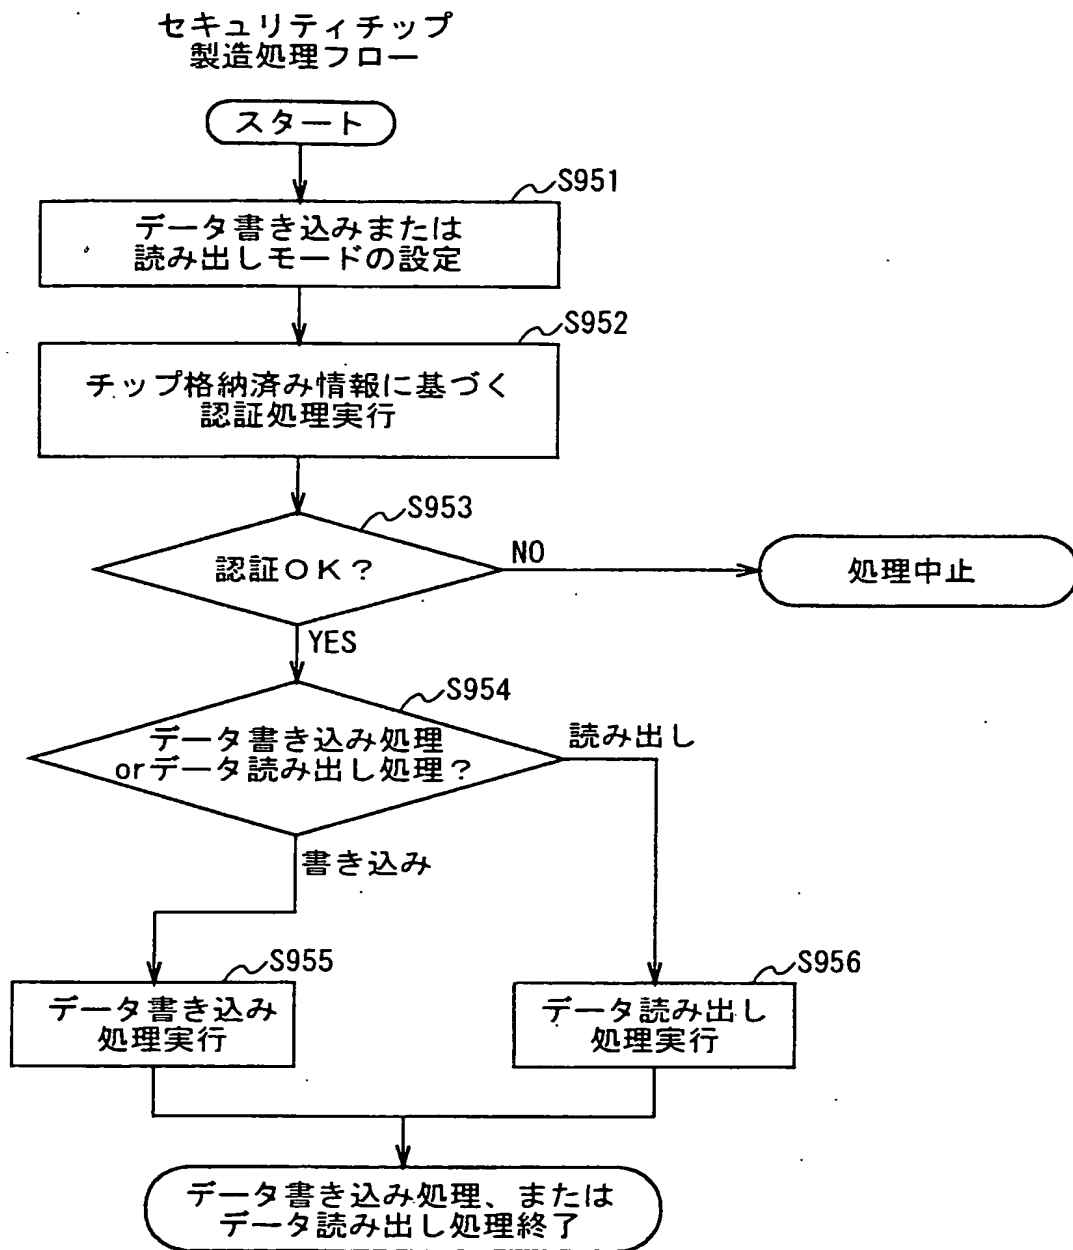 セキュリティチップ
製造処理フロー
スタート
S951
データ書き込みまたは
読み出しモードの設定
S952
チップ格納済み情報に基づく
認証処理実行
S953
認証OK?
NO
処理中止
YES
S954
データ書き込み処理
orデータ読み出し処理?
読み出し
書き込み
S955
データ書き込み
処理実行
S956
データ読み出し
処理実行
データ書き込み処理、または
データ読み出し処理終了